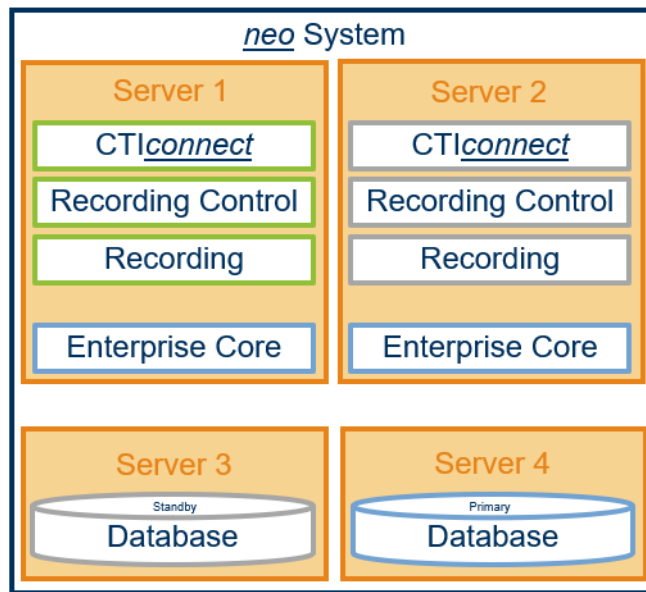 neo System
Server 1
CTIconnect
Recording Control
Recording
Enterprise Core
Server 2
CTIconnect
Recording Control
Recording
Enterprise Core
Server 3
Standby
Database
Server 4
Primary
Database